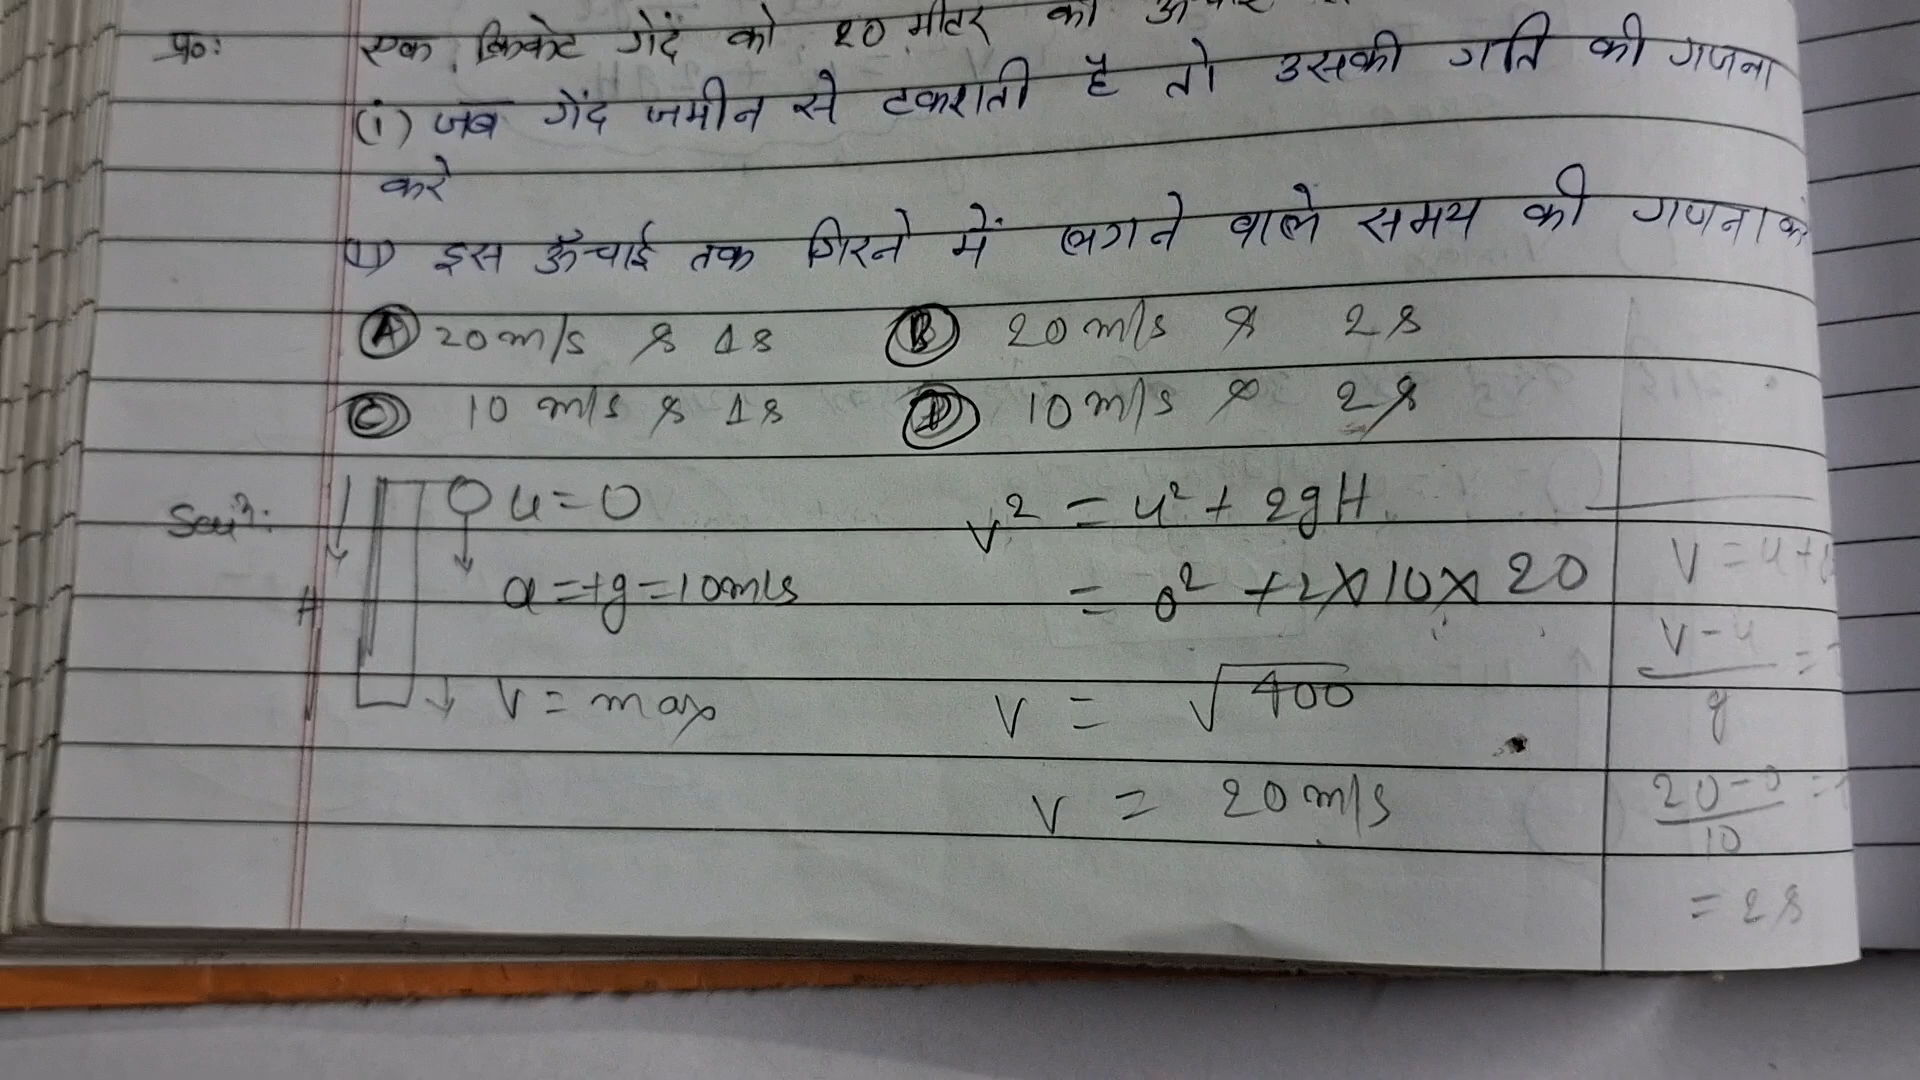 प्र०: एक क्रिकेट गेदं को 20 मीटर की ऊंचाई से
(i) जब गेंद जमीन से टकराती है तो उसकी गति की गणना
करे
(ii) इस ऊँचाई तक गिरने में लगने वाले समय की गणना क
Ⓐ 20 m/s & 1s Ⓑ 20 m/s & 2s
Ⓒ 10 m/s & 1s Ⓓ 10 m/s & 2s
Solⁿ: u = 0 v² = u² + 2gH
a = +g = 10m/s = 0² + 2×10×20
H
v = max v = √400
v = 20 m/s
v = u +
v - u / g =
20 - 0 / 10 =
= 2s